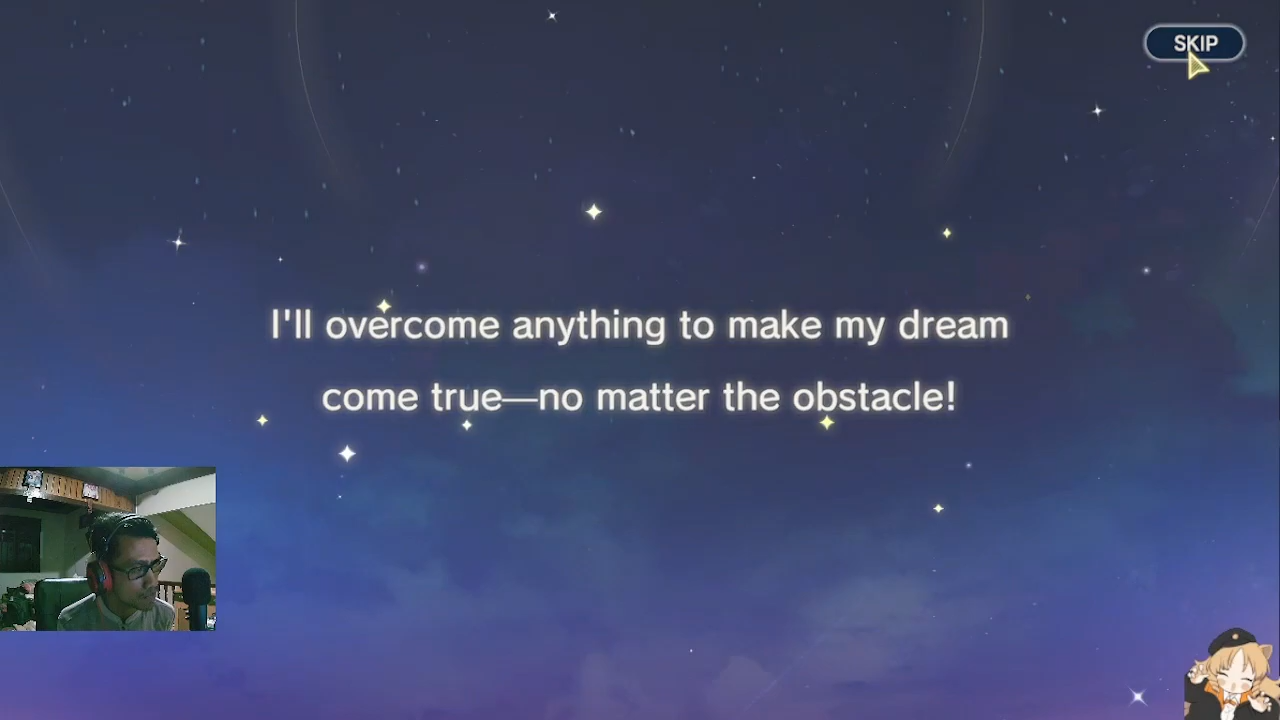 SKIP
I'll overcome anything to make my dream
come true—no matter the obstacle!